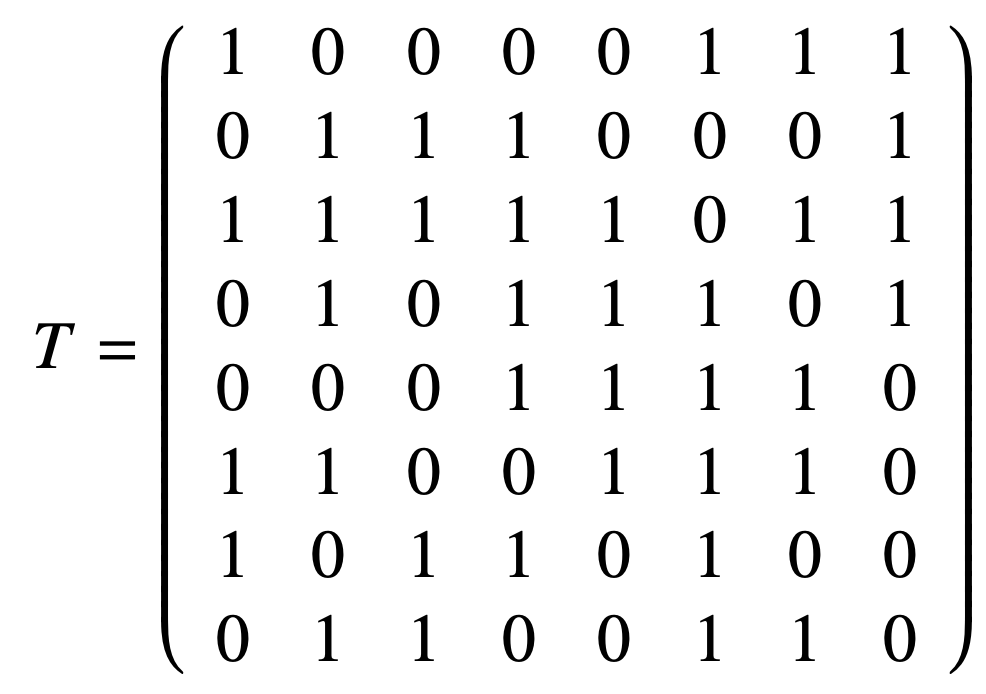 1 0 0 0 0 1 1 1
0 1 1 1 0 0 0 1
1 1 1 1 1 0 1 1
0 1 0 1 1 1 0 1
T =
0 0 0 1 1 1 1 0
1 1 0 0 1 1 1 0
1 0 1 1 0 1 0 0
0 1 1 0 0 1 1 0